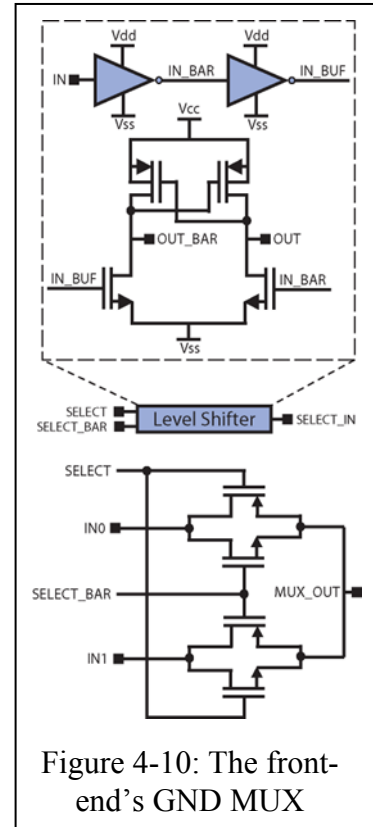 Vdd Vdd
IN IN_BAR IN_BUF
Vss Vss
Vcc
OUT_BAR OUT
IN_BUF IN_BAR
Vss
SELECT
SELECT_BAR Level Shifter SELECT_IN
SELECT
IN0
SELECT_BAR MUX_OUT
IN1
Figure 4-10: The front-
end's GND MUX